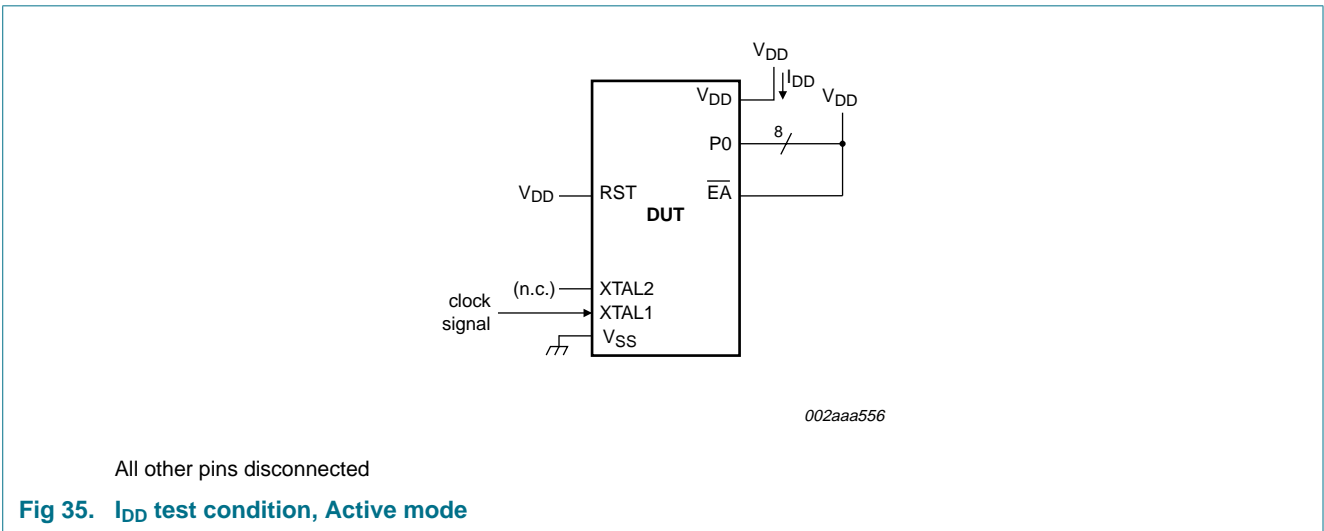 VDD
IDD
VDD
VDD
8
P0
VDD
RST
EA
DUT
(n.c.)
XTAL2
clock
signal
XTAL1
VSS
002aaa556
All other pins disconnected
Fig 35. IDD test condition, Active mode